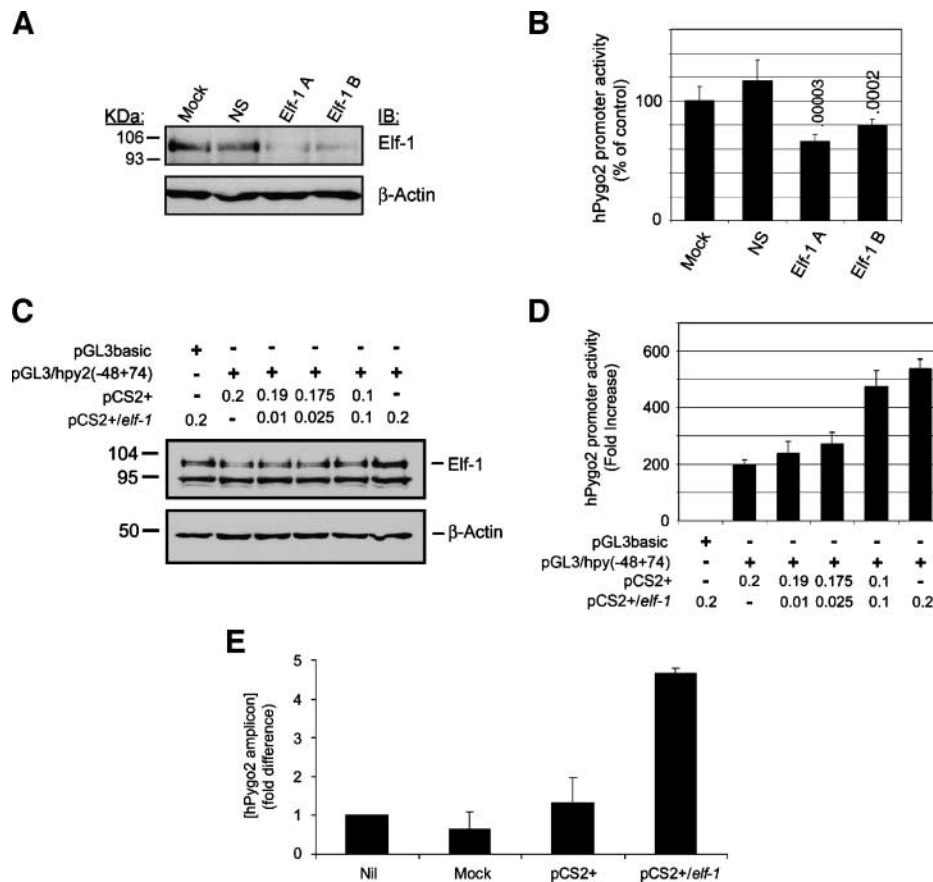 A
Mock NS Elf-1 A Elf-1 B
KDa: IB:
106
93
Elf-1
β-Actin
B
hPygo2 promoter activity
(% of control)
100
0
.00003
.0002
Mock NS Elf-1 A Elf-1 B
C
pGL3basic + - - - - -
pGL3/hpy2(-48+74) - + + + + +
pCS2+ - 0.2 0.19 0.175 0.1 -
pCS2+/elf-1 0.2 - 0.01 0.025 0.1 0.2
104
95
Elf-1
50
β-Actin
D
hPygo2 promoter activity
(Fold Increase)
600
400
200
0
pGL3basic + - - - - -
pGL3/hpy(-48+74) - + + + + +
pCS2+ - 0.2 0.19 0.175 0.1 -
pCS2+/elf-1 0.2 - 0.01 0.025 0.1 0.2
E
[hPygo2 amplicon]
(fold difference)
5
4
3
2
1
0
Nil Mock pCS2+ pCS2+/elf-1